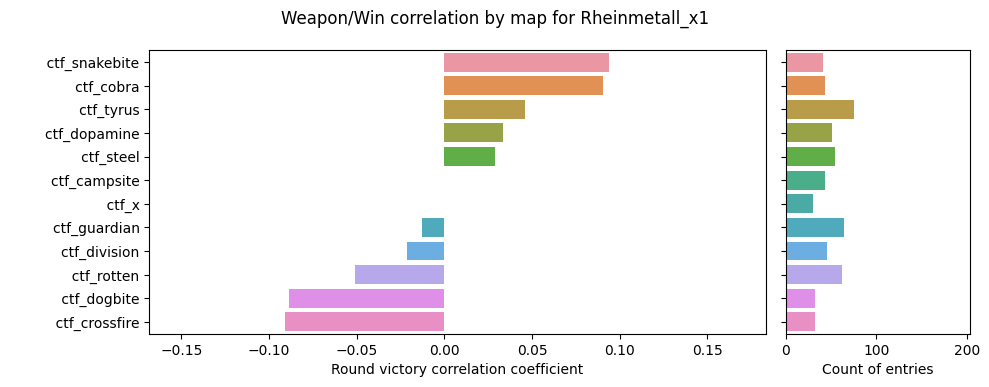 Weapon/Win correlation by map for Rheinmetall_x1
ctf_snakebite
ctf_cobra
ctf_tyrus
ctf_dopamine
ctf_steel
ctf_campsite
ctf_x
ctf_guardian
ctf_division
ctf_rotten
ctf_dogbite
ctf_crossfire
−0.15 −0.10 −0.05 0.00 0.05 0.10 0.15
Round victory correlation coefficient
0 100 200
Count of entries